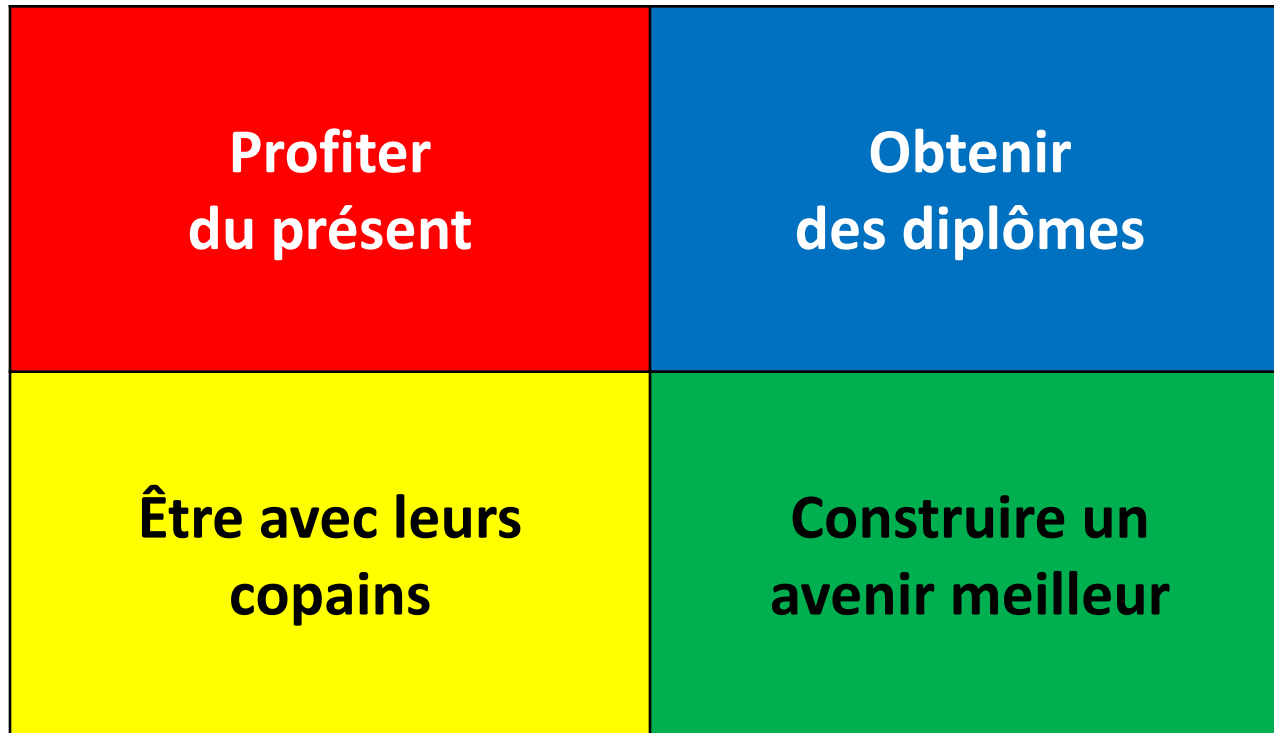 Profiter
du présent
Obtenir
des diplômes
Être avec leurs
copains
Construire un
avenir meilleur